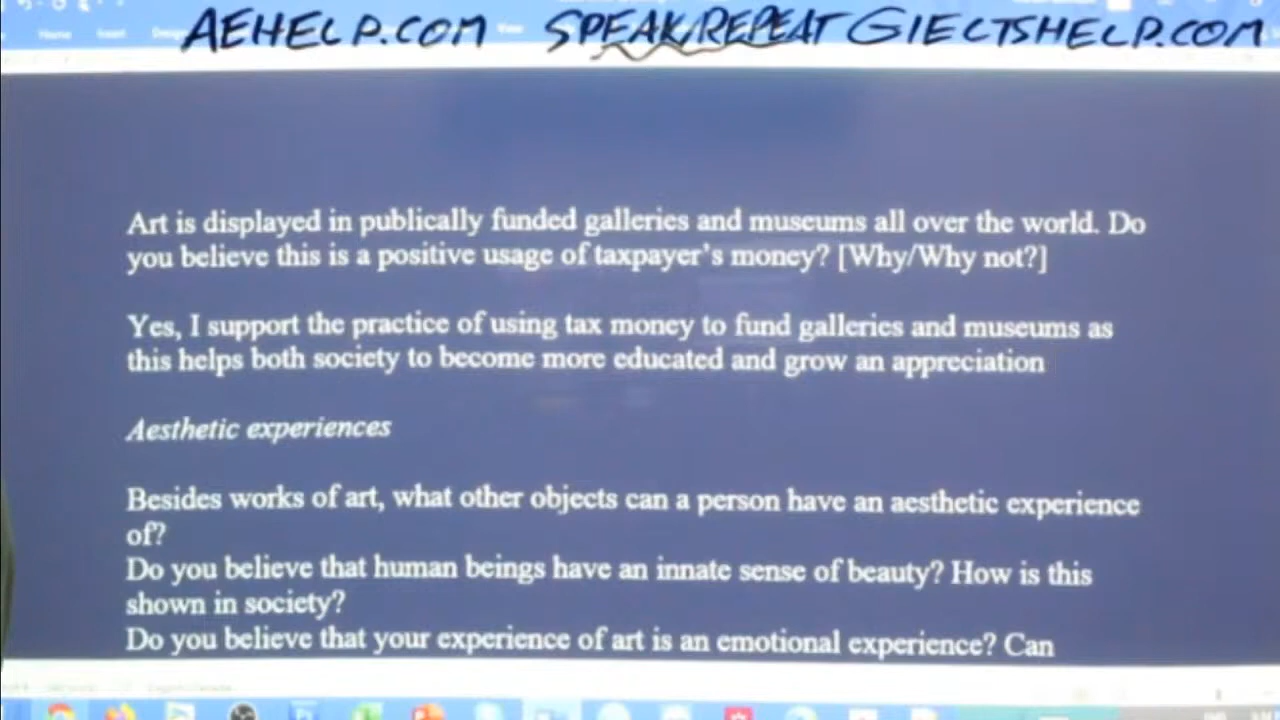 AEHELP.COM SPEAK/REPEAT GIELTSHELP.COM
Home Insert Design View
Art is displayed in publically funded galleries and museums all over the world. Do
you believe this is a positive usage of taxpayer's money? [Why/Why not?]
Yes, I support the practice of using tax money to fund galleries and museums as
this helps both society to become more educated and grow an appreciation
Aesthetic experiences
Besides works of art, what other objects can a person have an aesthetic experience
of?
Do you believe that human beings have an innate sense of beauty? How is this
shown in society?
Do you believe that your experience of art is an emotional experience? Can